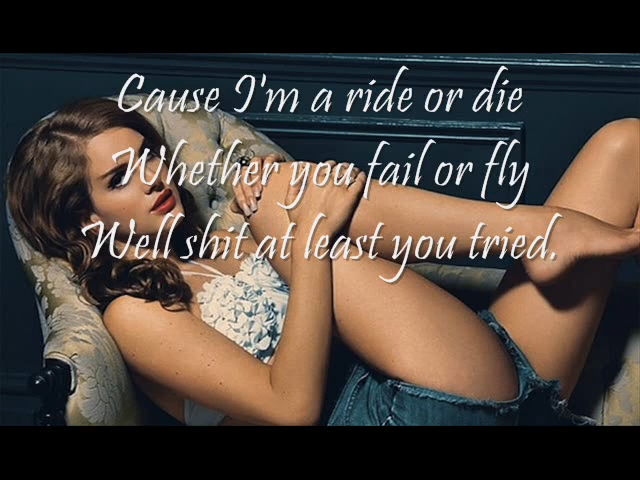 Cause I'm a ride or die
Whether you fail or fly
Well shit at least you tried.